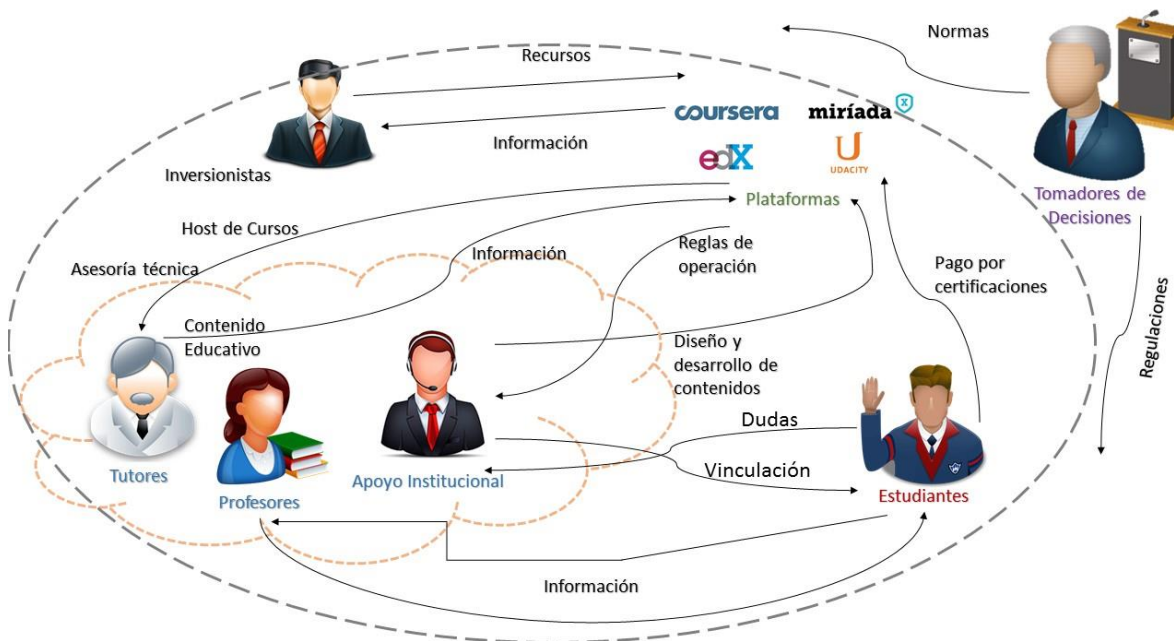 Normas
Recursos
coursera
miríada
X
Información
edX
U
UDACITY
Inversionistas
Plataformas
Tomadores de
Decisiones
Host de Cursos
Información
Reglas de
operación
Asesoría técnica
Pago por
certificaciones
Regulaciones
Contenido
Educativo
Diseño y
desarrollo de
contenidos
Dudas
Vinculación
Tutores
Profesores
Apoyo Institucional
Estudiantes
Información